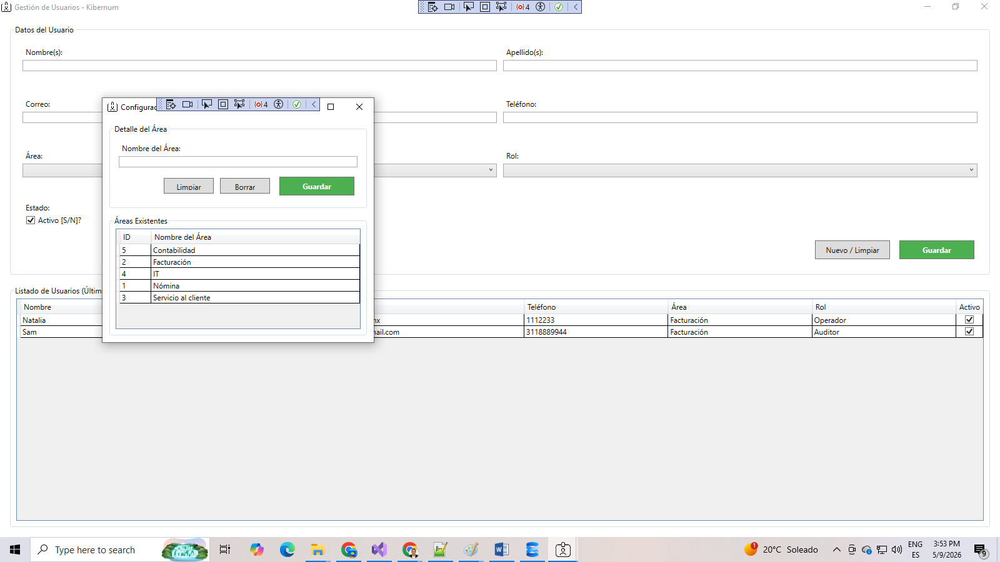 Gestión de Usuarios - Kibernum
4
Datos del Usuario
Nombre(s):
Apellido(s):
Correo:
Teléfono:
Configurac
4
Detalle del Área
Nombre del Área:
Limpiar
Borrar
Guardar
Área:
Rol:
Estado:
Activo [S/N]?
Áreas Existentes
ID Nombre del Área
5 Contabilidad
2 Facturación
4 IT
1 Nómina
3 Servicio al cliente
Nuevo / Limpiar
Guardar
Listado de Usuarios (Últim
Nombre Teléfono Área Rol Activo
Natalia nx 1112233 Facturación Operador
Sam nail.com 3118889944 Facturación Auditor
Type here to search
1
20°C Soleado
ENG
ES
3:53 PM
5/9/2026
9